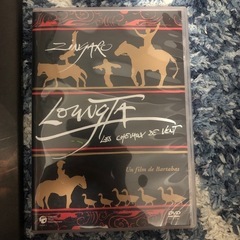 ZINGARO
LOUNGTA
LES CHEVAUX DE VENT
Un film de Bartabas
DVD